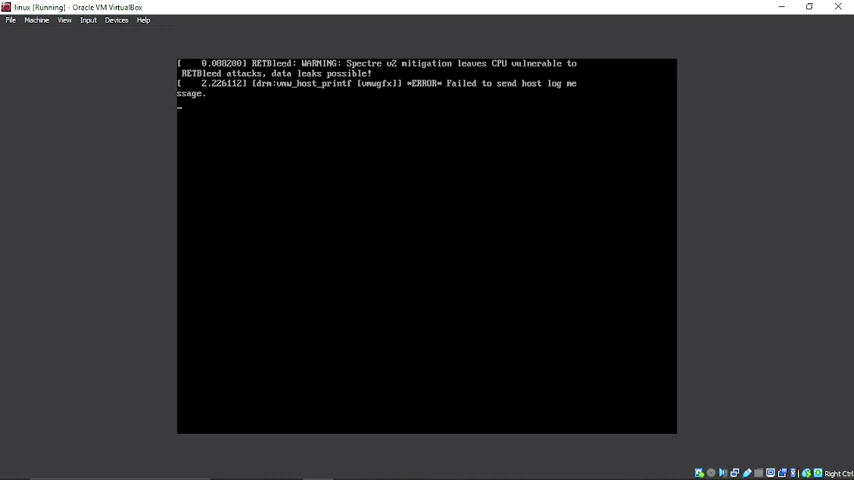 linux [Running] - Oracle VM VirtualBox
File Machine View Input Devices Help
[    0.088200] RETBleed: WARNING: Spectre v2 mitigation leaves CPU vulnerable to
 RETBleed attacks, data leaks possible!
[    2.226112] [drm:vmw_host_printf [vmwgfx]] *ERROR* Failed to send host log me
ssage.
Right Ctrl